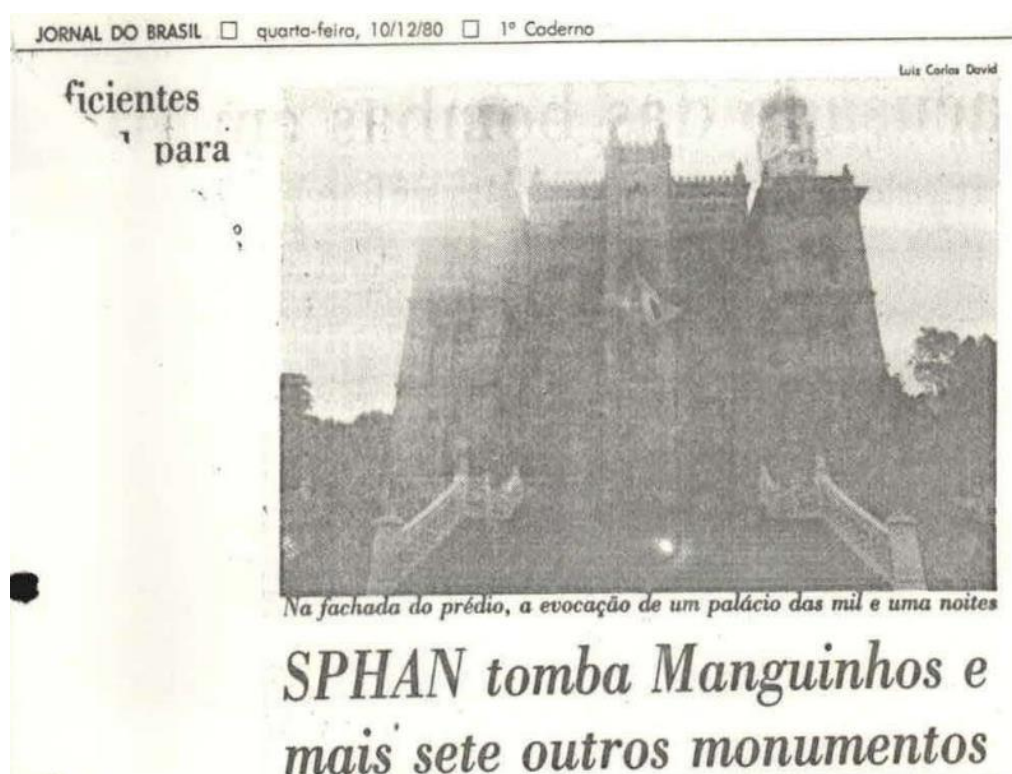 JORNAL DO BRASIL □ quarta-feira, 10/12/80 □ 1º Caderno
Luiz Carlos David
ficientes
para
Na fachada do prédio, a evocação de um palácio das mil e uma noites
SPHAN tomba Manguinhos e
mais sete outros monumentos